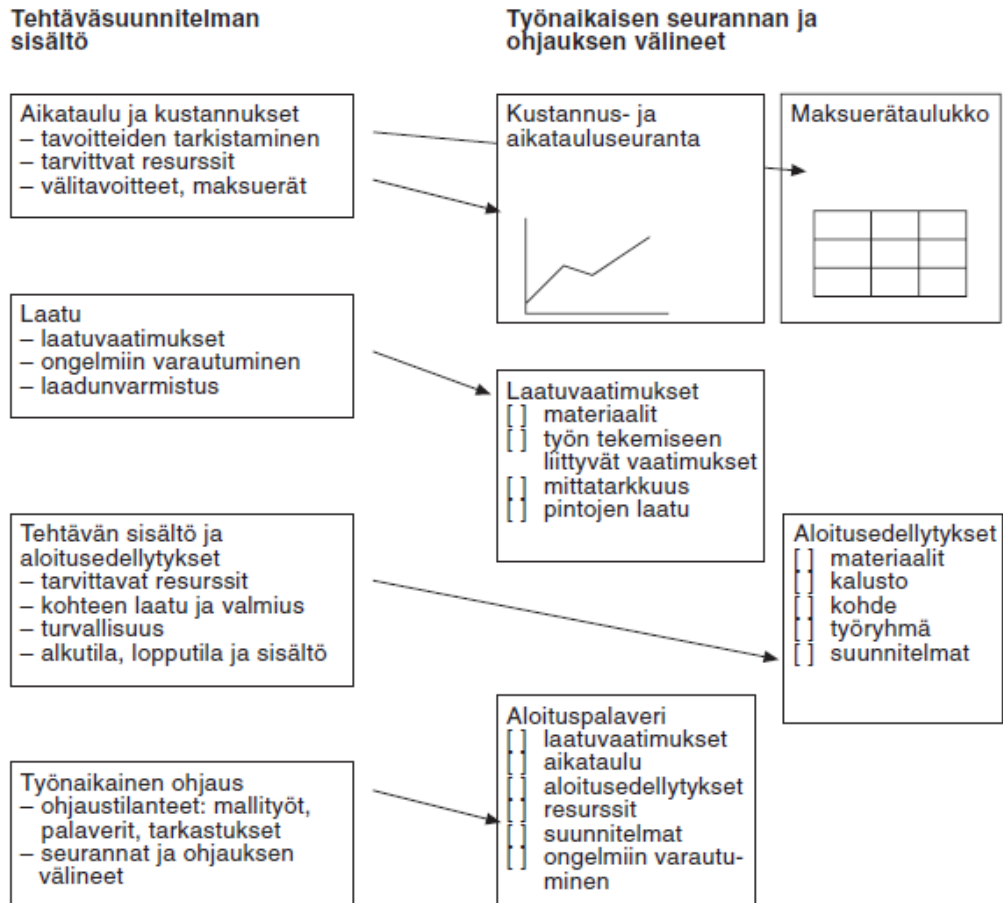 Tehtäväsuunnitelman
sisältö
Työnaikaisen seurannan ja
ohjauksen välineet
Aikataulu ja kustannukset
– tavoitteiden tarkistaminen
– tarvittvat resurssit
– välitavoitteet, maksuerät
Kustannus- ja
aikatauluseuranta
Maksuerätaulukko
Laatu
– laatuvaatimukset
– ongelmiin varautuminen
– laadunvarmistus
Laatuvaatimukset
[ ] materiaalit
[ ] työn tekemiseen
liittyvät vaatimukset
[ ] mittatarkkuus
[ ] pintojen laatu
Tehtävän sisältö ja
aloitusedellytykset
– tarvittavat resurssit
– kohteen laatu ja valmius
– turvallisuus
– alkutila, lopputila ja sisältö
Aloitusedellytykset
[ ] materiaalit
[ ] kalusto
[ ] kohde
[ ] työryhmä
[ ] suunnitelmat
Työnaikainen ohjaus
– ohjaustilanteet: mallityöt,
palaverit, tarkastukset
– seurannat ja ohjauksen
välineet
Aloituspalaveri
[ ] laatuvaatimukset
[ ] aikataulu
[ ] aloitusedellytykset
[ ] resurssit
[ ] suunnitelmat
[ ] ongelmiin varautu-
minen